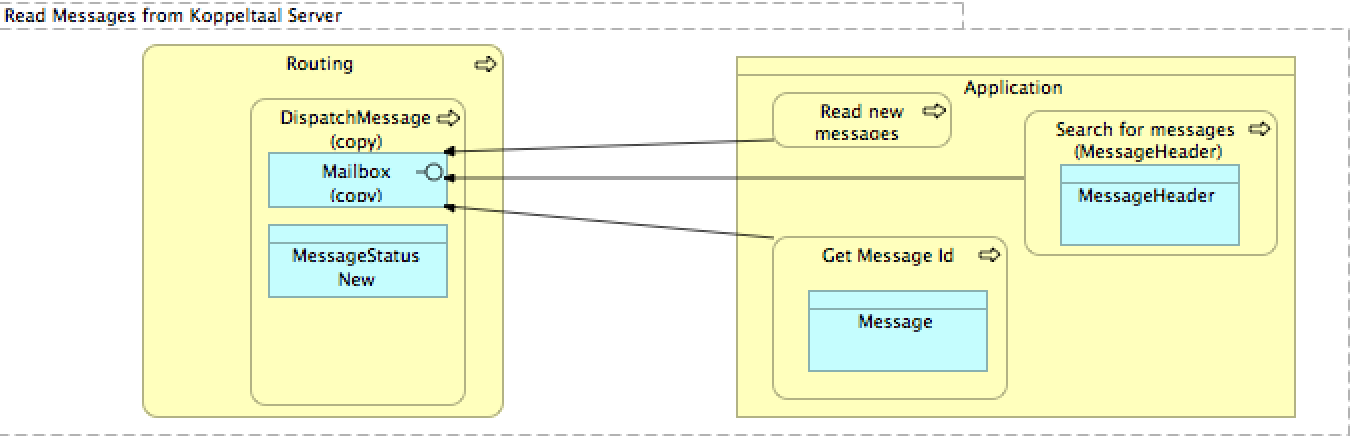 Read Messages from Koppeltaal Server
Routing
DispatchMessage
(copy)
Mailbox
(copy)
MessageStatus
New
Application
Read new
messages
Search for messages
(MessageHeader)
MessageHeader
Get Message Id
Message